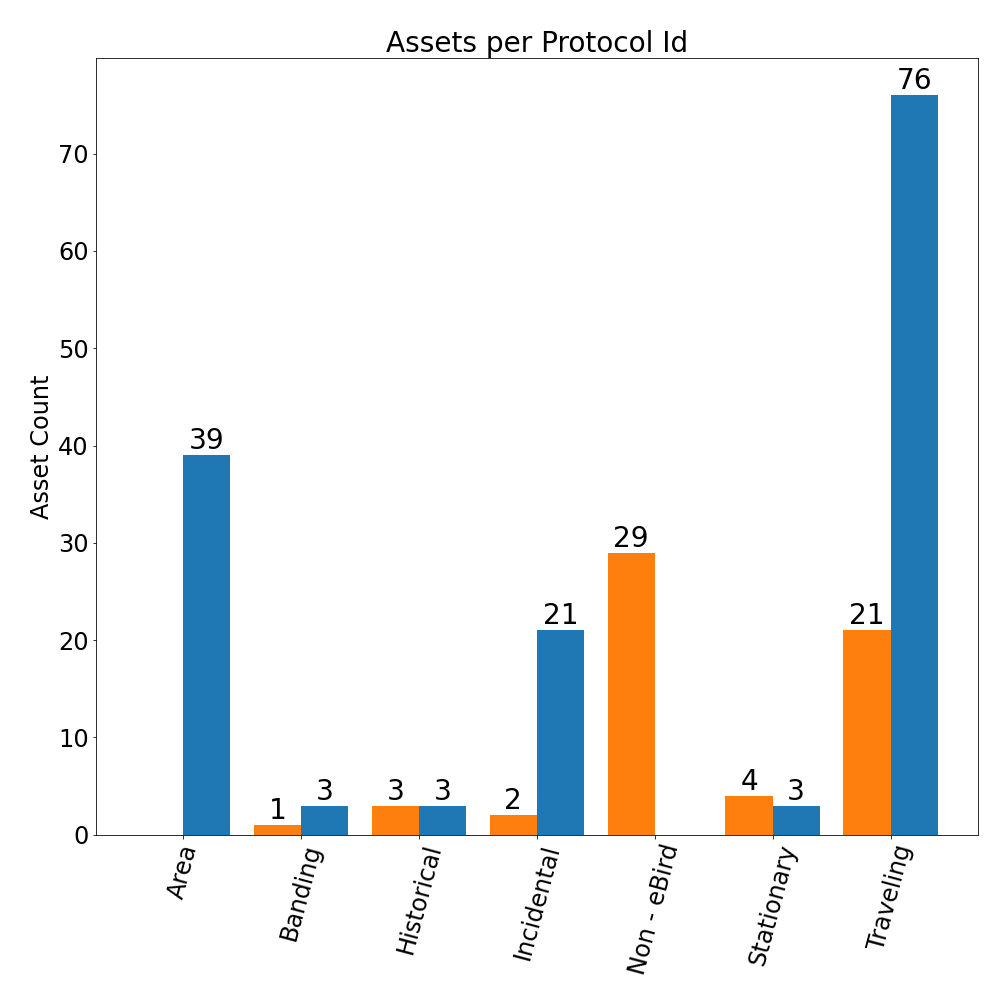 Assets per Protocol Id
Asset Count
70
60
50
40
30
20
10
0
39
1
3
3
3
2
21
29
4
3
21
76
Area
Banding
Historical
Incidental
Non - eBird
Stationary
Traveling